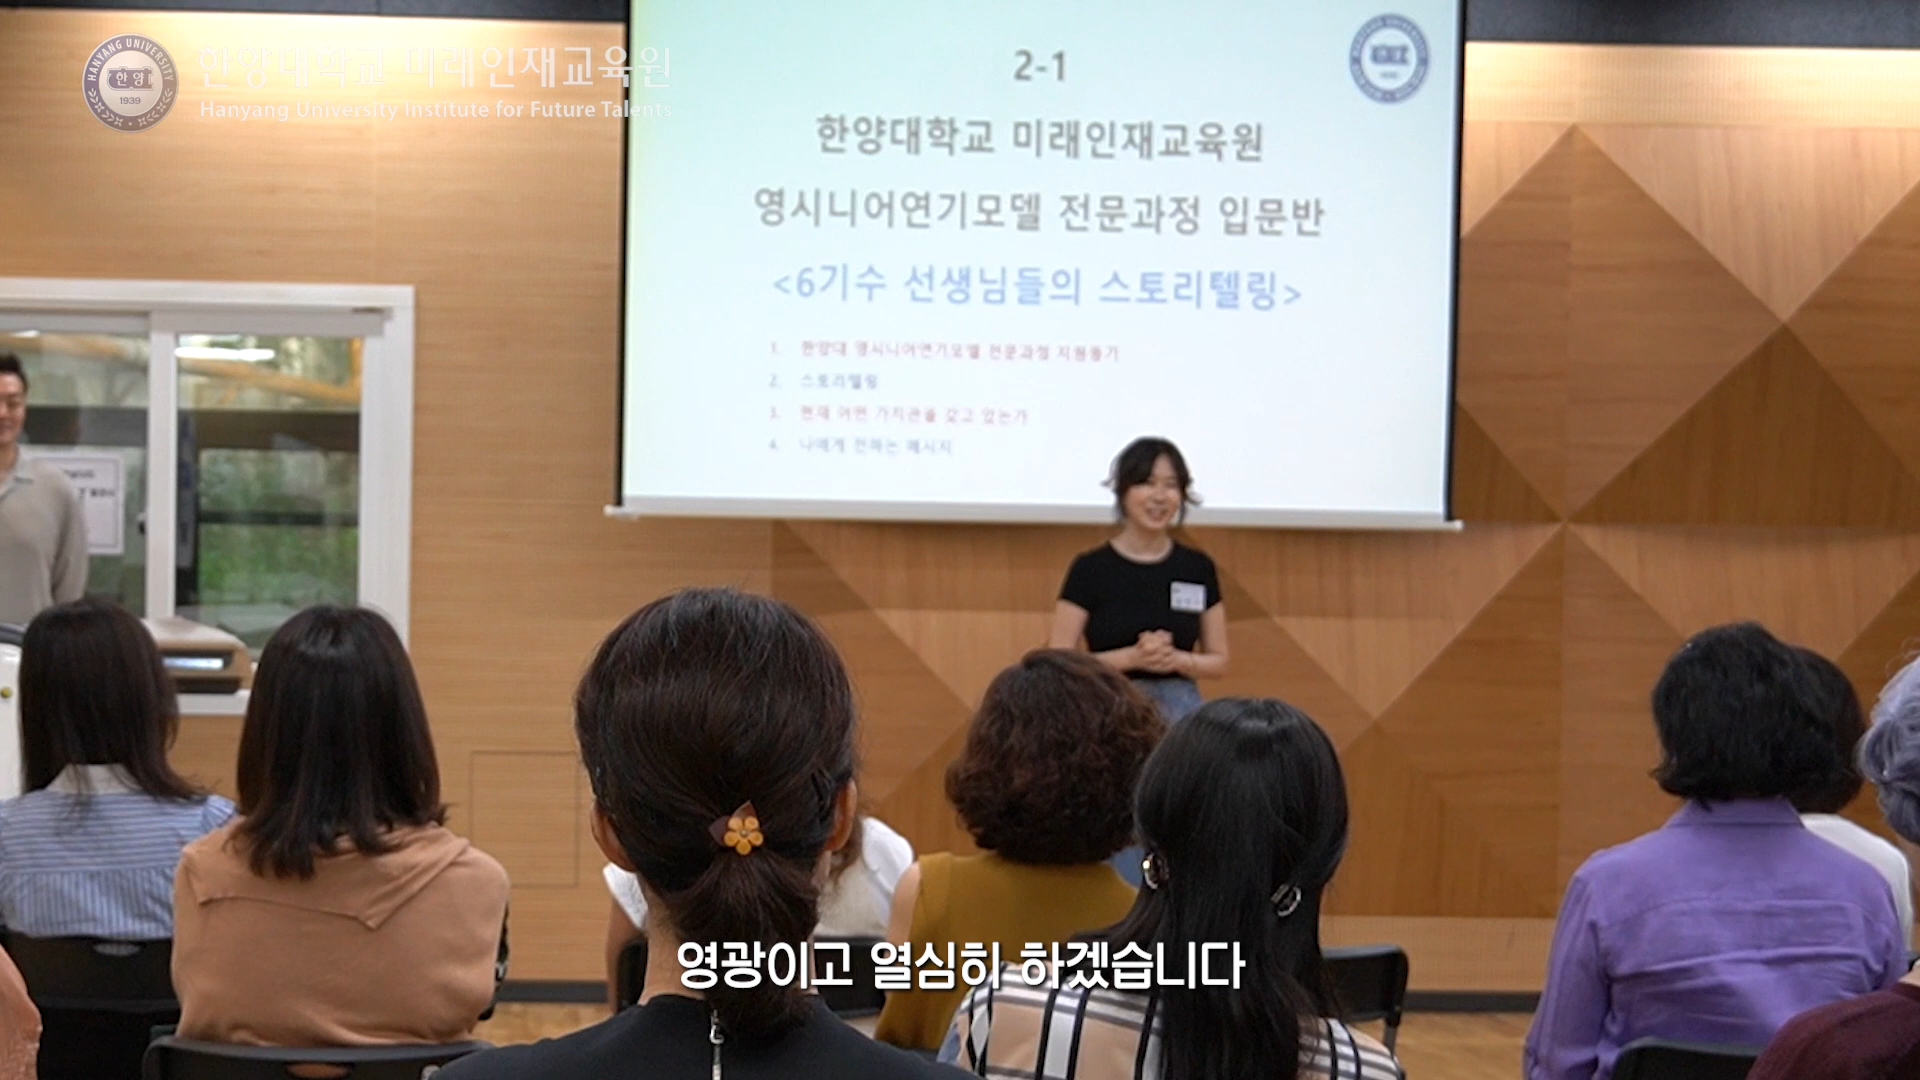 한양대학교 미래인재교육원
Hanyang University Institute for Future Talents
HANYANG UNIVERSITY
한양
1939
2-1
한양대학교 미래인재교육원
영시니어연기모델 전문과정 입문반
<6기수 선생님들의 스토리텔링>
1. 한양대 영시니어연기모델 전문과정 지원동기
2. 스토리텔링
3. 현재 어떤 가치관을 갖고 있는가
4. 나에게 전하는 메시지
영광이고 열심히 하겠습니다